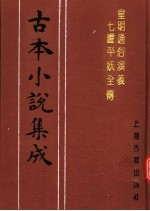 皇明通俗演義
七曜平妖全傳
古本小說集成
上海古籍出版社